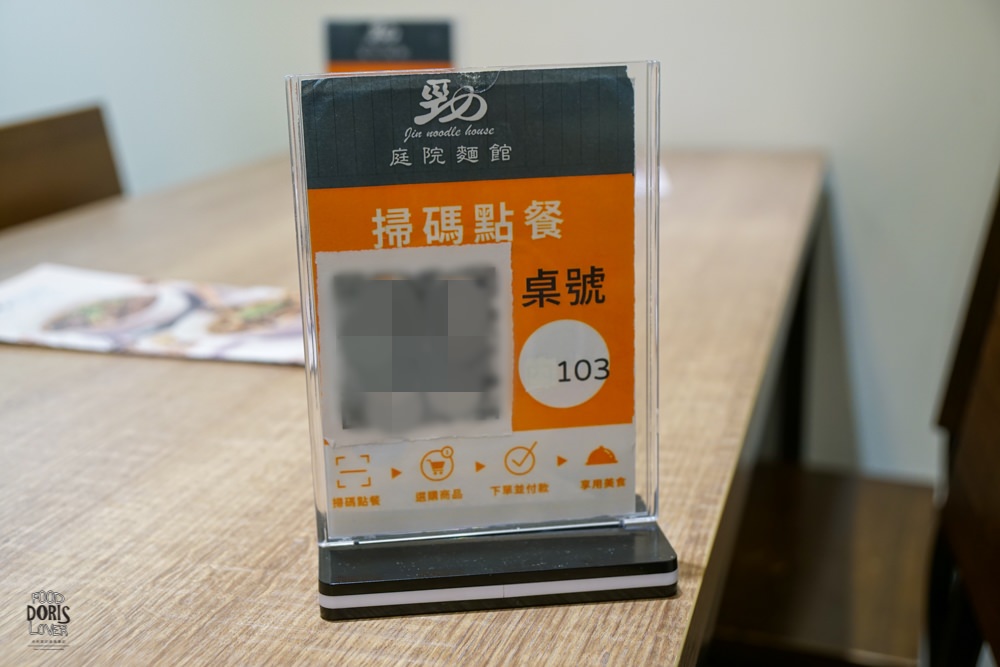 勁の
Jin noodle house
庭院麵館
掃碼點餐
桌號
103
掃碼點餐
選購商品
下單並付款
享用美食
FOOD
DORIS
LOVER